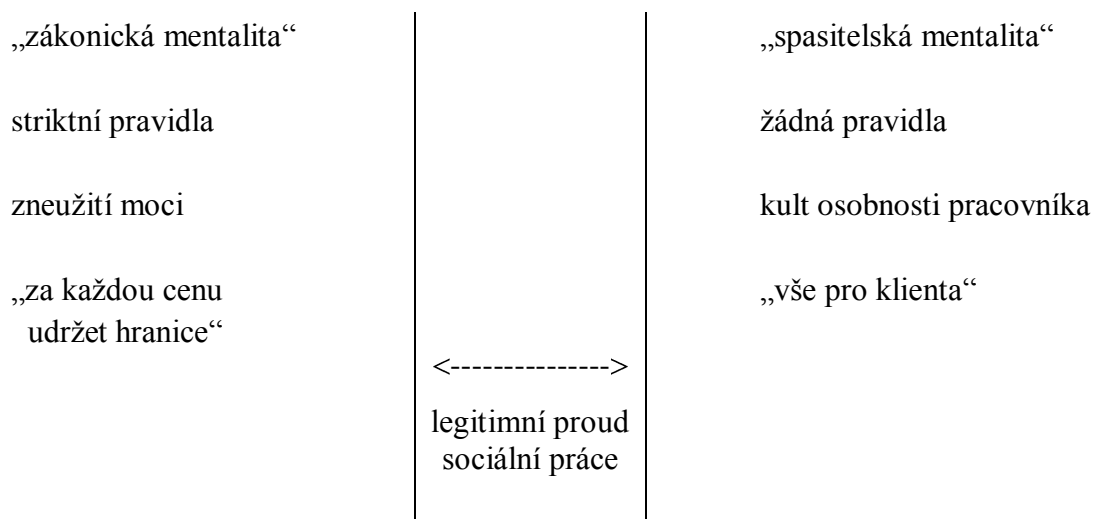 „zákonická mentalita“
„spasitelská mentalita“
striktní pravidla
žádná pravidla
zneužití moci
kult osobnosti pracovníka
„za každou cenu
udržet hranice“
„vše pro klienta“
<--------------->
legitimní proud
sociální práce